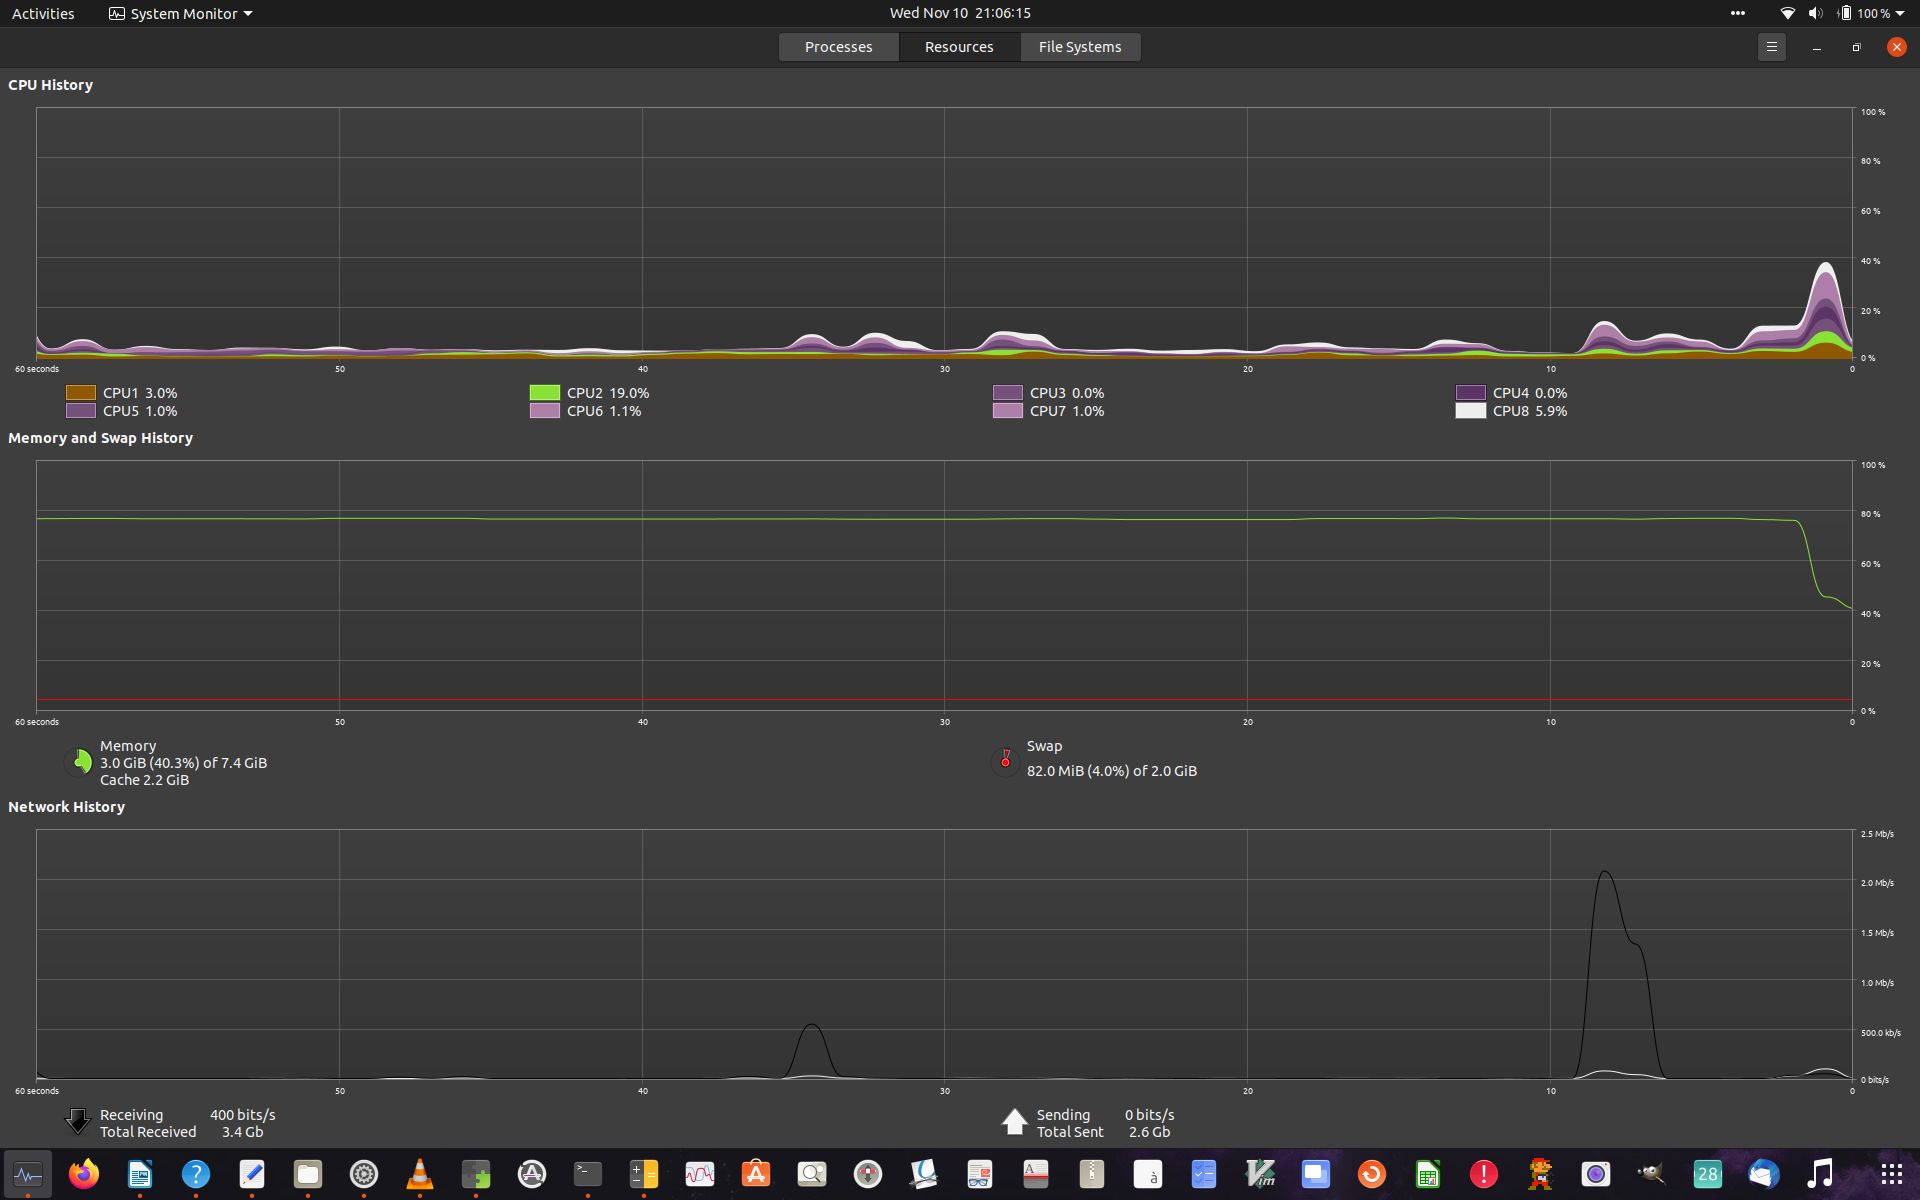 Activities System Monitor Wed Nov 10 21:06:15 100 %
Processes Resources File Systems
CPU History
100 %
80 %
60 %
40 %
20 %
0 %
60 seconds 50 40 30 20 10 0
CPU1 3.0% CPU2 19.0% CPU3 0.0% CPU4 0.0%
CPU5 1.0% CPU6 1.1% CPU7 1.0% CPU8 5.9%
Memory and Swap History
100 %
80 %
60 %
40 %
20 %
0 %
60 seconds 50 40 30 20 10 0
Memory
3.0 GiB (40.3%) of 7.4 GiB
Cache 2.2 GiB
Swap
82.0 MiB (4.0%) of 2.0 GiB
Network History
2.5 Mb/s
2.0 Mb/s
1.5 Mb/s
1.0 Mb/s
500.0 kb/s
0 bits/s
60 seconds 50 40 30 20 10 0
Receiving 400 bits/s
Total Received 3.4 Gb
Sending 0 bits/s
Total Sent 2.6 Gb
28